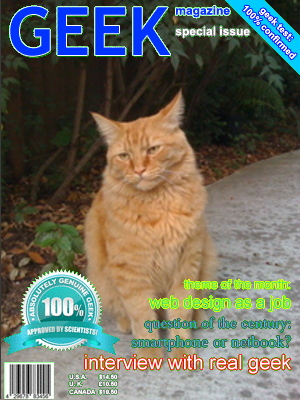 GEEK
magazine
special issue
geek test:
100% confirmed
theme of the month:
web design as a job
question of the century:
smartphone or netbook?
interview with real geek
ABSOLUTELY GENUINE GEEK
100%
APPROVED BY SCIENTISTS!
U.S.A. $14.50
U. K. £10.50
CANADA $18.50